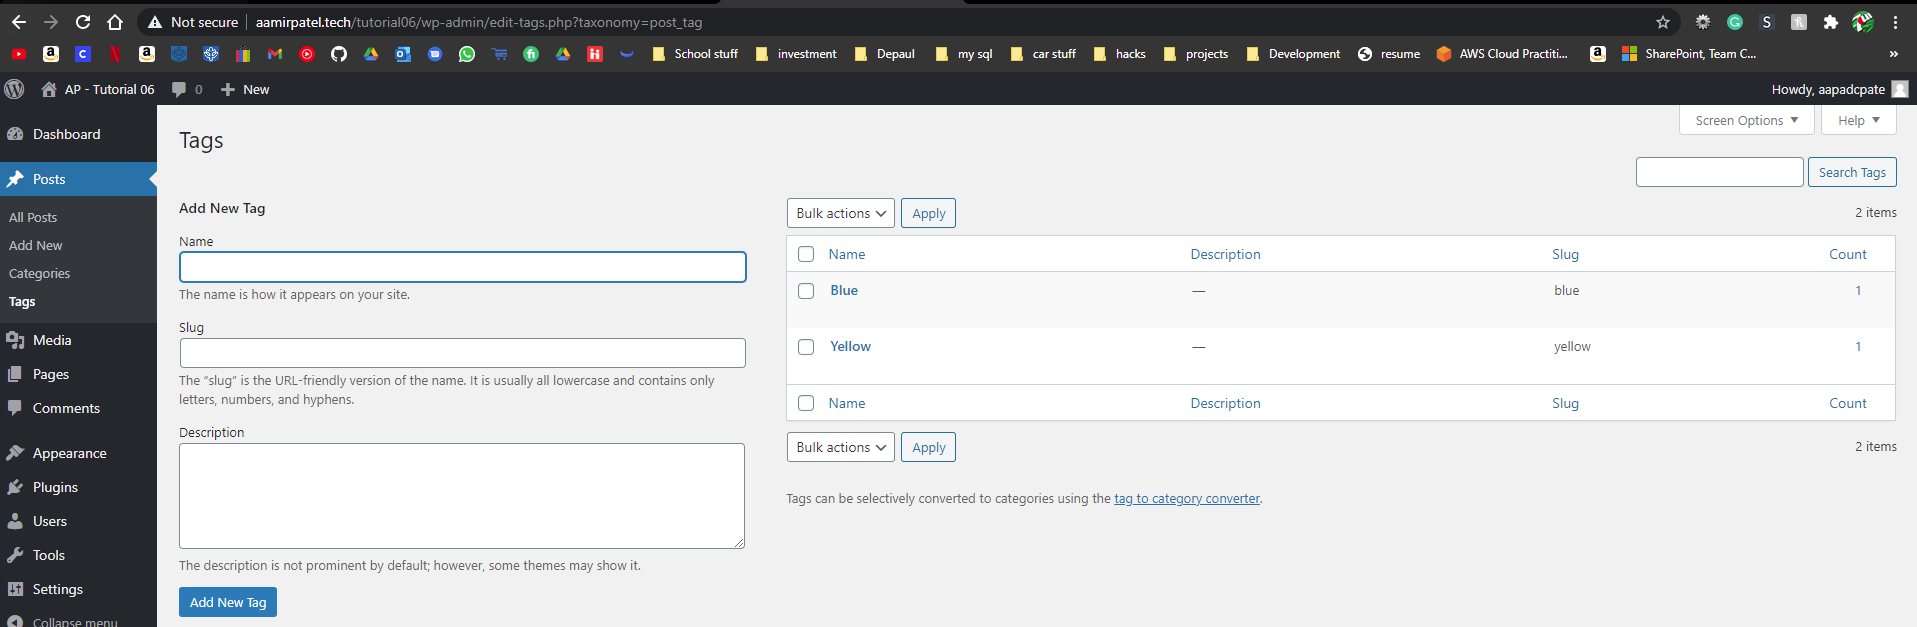 Not secure aamirpatel.tech/tutorial06/wp-admin/edit-tags.php?taxonomy=post_tag
School stuff investment Depaul my sql car stuff hacks projects Development resume AWS Cloud Practiti... SharePoint, Team C... »
AP - Tutorial 06 0 New Howdy, aapadcpate
Dashboard
Posts
All Posts
Add New
Categories
Tags
Media
Pages
Comments
Appearance
Plugins
Users
Tools
Settings
Collapse menu
Screen Options Help
Tags
Search Tags
Add New Tag
Name
The name is how it appears on your site.
Slug
The “slug” is the URL-friendly version of the name. It is usually all lowercase and contains only
letters, numbers, and hyphens.
Description
The description is not prominent by default; however, some themes may show it.
Add New Tag
Bulk actions Apply 2 items
Name Description Slug Count
Blue — blue 1
Yellow — yellow 1
Name Description Slug Count
Bulk actions Apply 2 items
Tags can be selectively converted to categories using the tag to category converter.